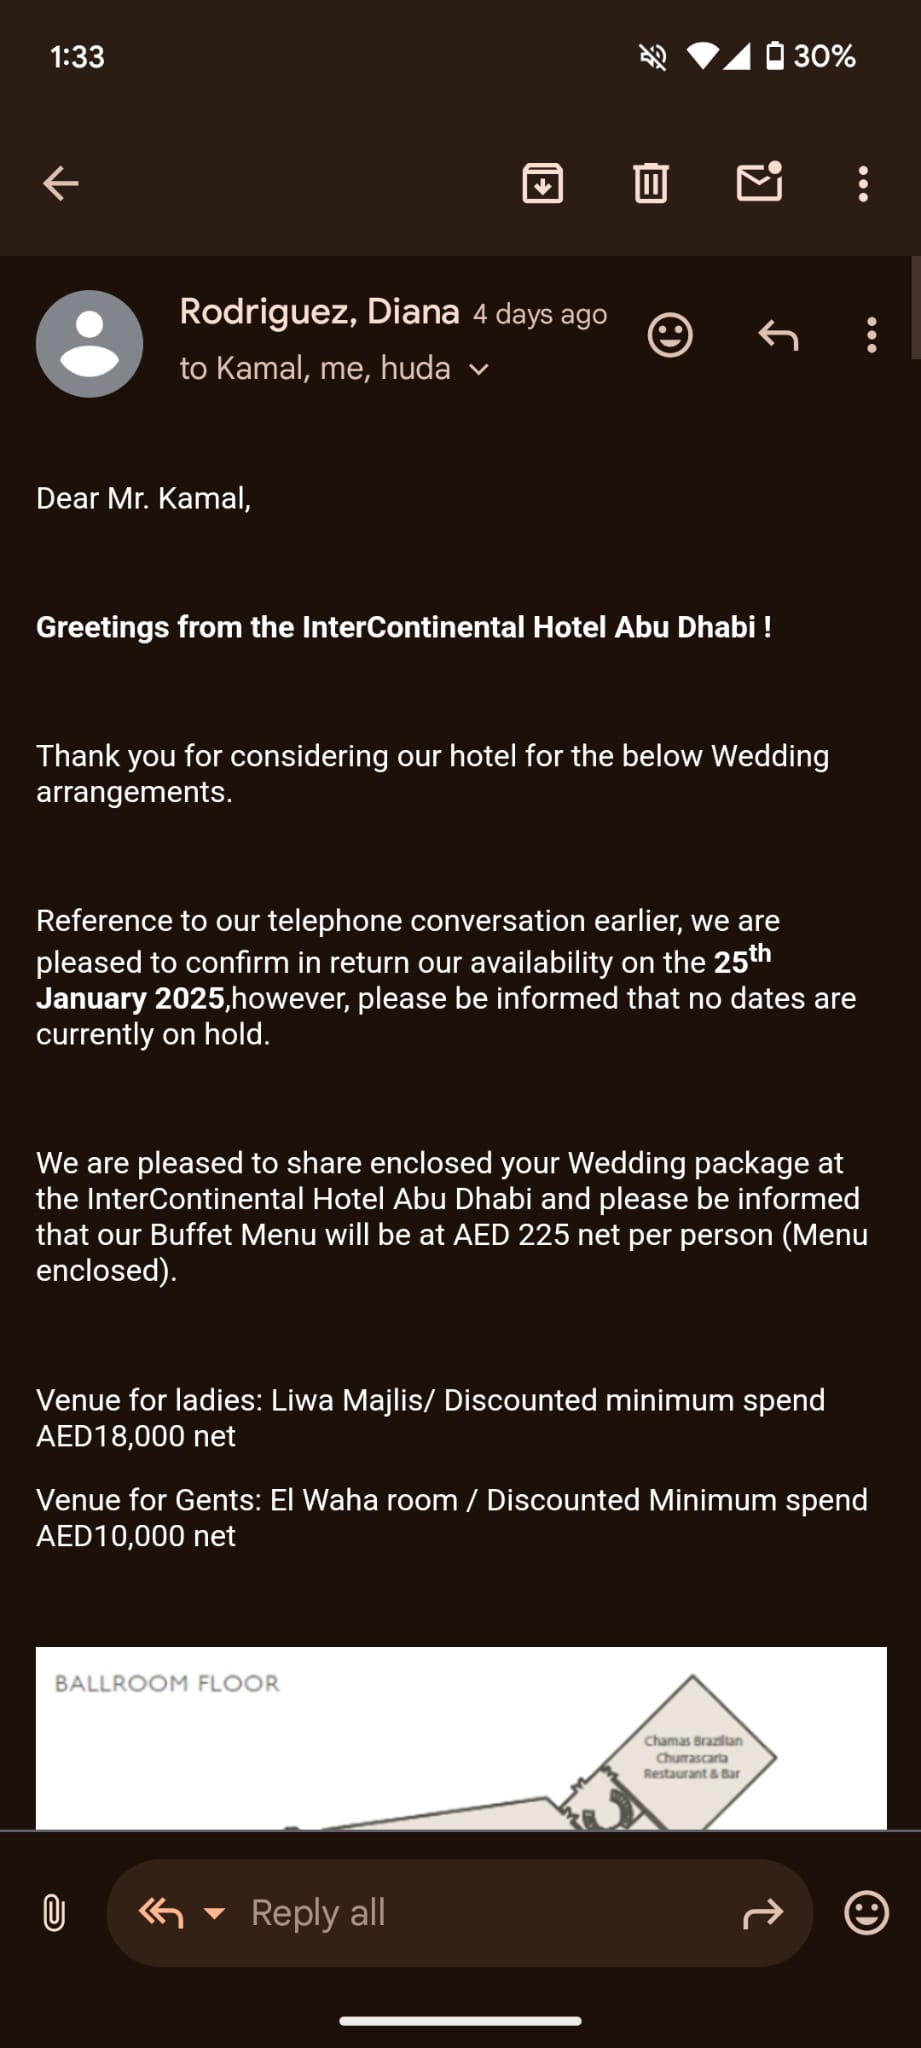 1:33
30%
Rodriguez, Diana 4 days ago
to Kamal, me, huda
Dear Mr. Kamal,
Greetings from the InterContinental Hotel Abu Dhabi !
Thank you for considering our hotel for the below Wedding
arrangements.
Reference to our telephone conversation earlier, we are
pleased to confirm in return our availability on the 25th
January 2025,however, please be informed that no dates are
currently on hold.
We are pleased to share enclosed your Wedding package at
the InterContinental Hotel Abu Dhabi and please be informed
that our Buffet Menu will be at AED 225 net per person (Menu
enclosed).
Venue for ladies: Liwa Majlis/ Discounted minimum spend
AED18,000 net
Venue for Gents: El Waha room / Discounted Minimum spend
AED10,000 net
BALLROOM FLOOR
Chamas Brazilian
Churrascaria
Restaurant & Bar
Reply all